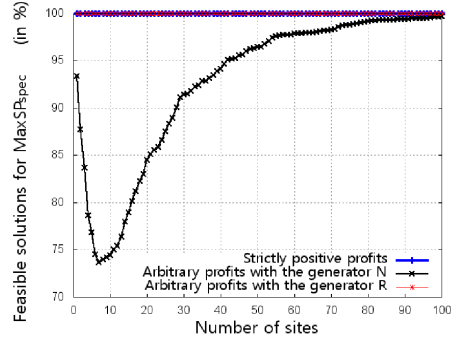 Feasible solutions for MaxSPspec (in %)
100
95
90
85
80
75
70
Strictly positive profits
Arbitrary profits with the generator N
Arbitrary profits with the generator R
0 10 20 30 40 50 60 70 80 90 100
Number of sites